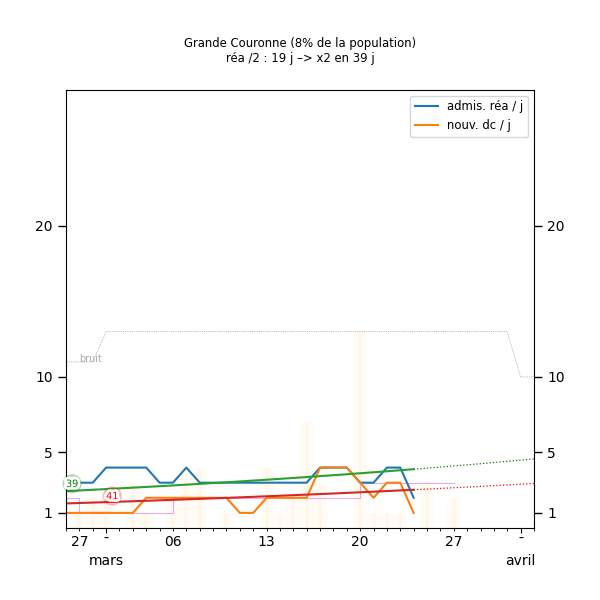 Grande Couronne (8% de la population)
réa /2 : 19 j –> x2 en 39 j
admis. réa / j
nouv. dc / j
20
20
bruit
10
10
5
5
39
41
1
1
27
-
06
13
20
27
-
mars
avril